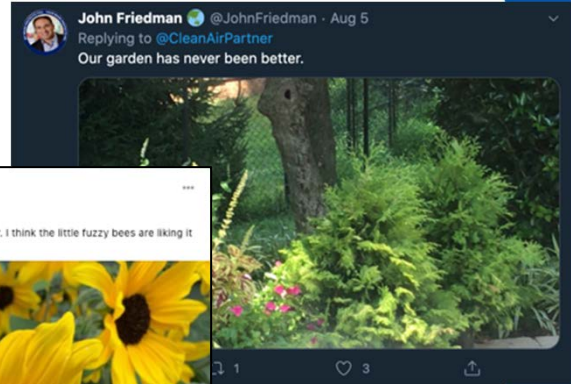 John Friedman @JohnFriedman · Aug 5
Replying to @CleanAirPartner
Our garden has never been better.
. I think the little fuzzy bees are liking it
1
3